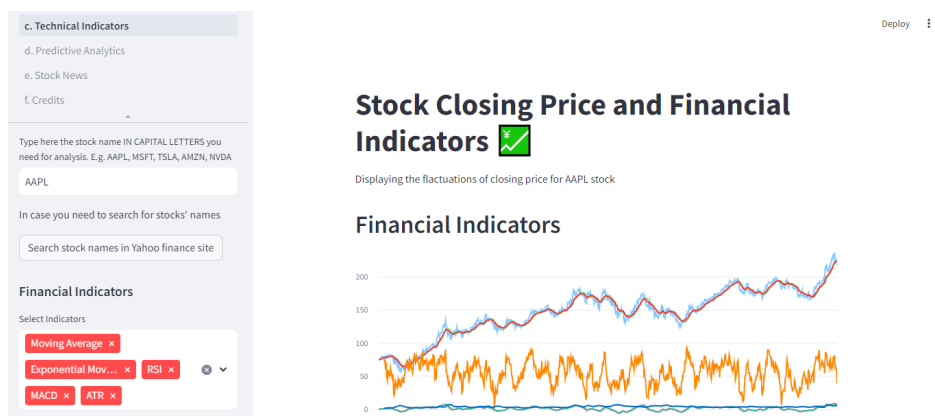 c. Technical Indicators
d. Predictive Analytics
e. Stock News
f. Credits
Type here the stock name IN CAPITAL LETTERS you
need for analysis. E.g. AAPL, MSFT, TSLA, AMZN, NVDA
AAPL
In case you need to search for stocks' names
Search stock names in Yahoo finance site
Financial Indicators
Select Indicators
Moving Average ×
Exponential Mov... × RSI ×
MACD × ATR ×
Deploy
Stock Closing Price and Financial
Indicators 💹
Displaying the flactuations of closing price for AAPL stock
Financial Indicators
200
150
100
50
0